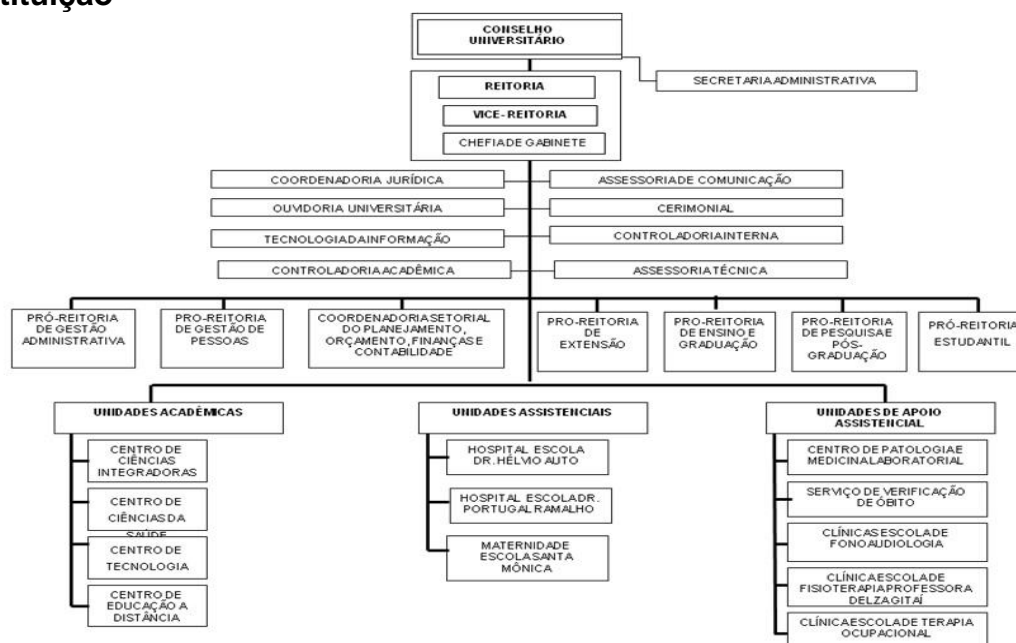 tituição
CONSELHO
UNIVERSITÁRIO
SECRETARIA ADMINISTRATIVA
REITORIA
VICE-REITORIA
CHEFIA DE GABINETE
COORDENADORIA JURÍDICA
ASSESSORIA DE COMUNICAÇÃO
OUVIDORIA UNIVERSITÁRIA
CERIMONIAL
TECNOLOGIA DA INFORMAÇÃO
CONTROLADORIA INTERNA
CONTROLADORIA ACADÊMICA
ASSESSORIA TÉCNICA
PRÓ-REITORIA
DE GESTÃO
ADMINISTRATIVA
PRO-REITORIA
DE GESTÃO DE
PESSOAS
COORDENADORIA SETORIAL
DO PLANEJAMENTO,
ORÇAMENTO, FINANÇAS E
CONTABILIDADE
PRO-REITORIA
DE
EXTENSÃO
PRO-REITORIA
DE ENSINO E
GRADUAÇÃO
PRO-REITORIA
DE PESQUISA E
PÓS-
GRADUAÇÃO
PRÓ-REITORIA
ESTUDANTIL
UNIDADES ACADÊMICAS
CENTRO DE
CIÊNCIAS
INTEGRADORAS
CENTRO DE
CIÊNCIAS DA
SAÚDE
CENTRO DE
TECNOLOGIA
CENTRO DE
EDUCAÇÃO A
DISTÂNCIA
UNIDADES ASSISTENCIAIS
HOSPITAL ESCOLA
DR. HÉLVIO AUTO
HOSPITAL ESCOLA DR.
PORTUGAL RAMALHO
MATERNIDADE
ESCOLA SANTA
MÔNICA
UNIDADES DE APOIO
ASSISTENCIAL
CENTRO DE PATOLOGIA E
MEDICINA LABORATORIAL
SERVIÇO DE VERIFICAÇÃO
DE ÓBITO
CLÍNICAS ESCOLA DE
FONOAUDIOLOGIA
CLÍNICA ESCOLA DE
FISIOTERAPIA PROFESSORA
DELZA GITAÍ
CLÍNICA ESCOLA DE TERAPIA
OCUPACIONAL